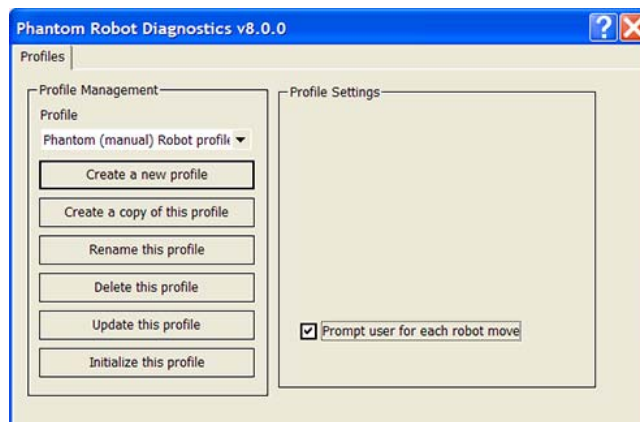 Phantom Robot Diagnostics v8.0.0
Profiles
Profile Management
Profile
Phantom (manual) Robot profil
Create a new profile
Create a copy of this profile
Rename this profile
Delete this profile
Update this profile
Initialize this profile
Profile Settings
Prompt user for each robot move